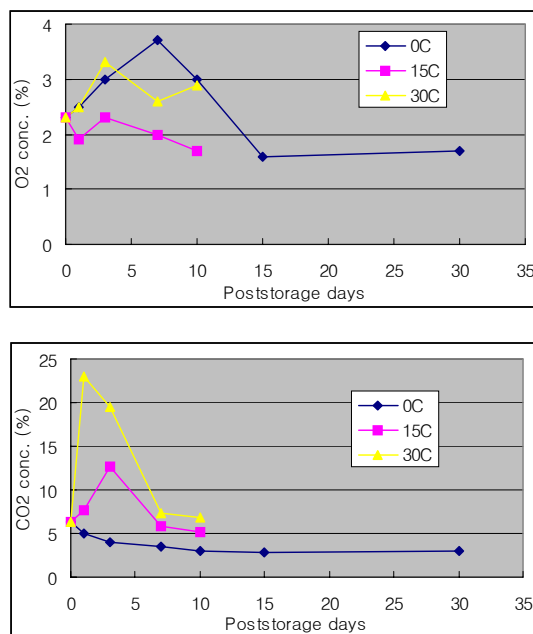 4
3
2
1
0
O2 conc. (%)
0 5 10 15 20 25 30 35
Poststorage days
0C
15C
30C
25
20
15
10
5
0
CO2 conc. (%)
0 5 10 15 20 25 30 35
Poststorage days
0C
15C
30C